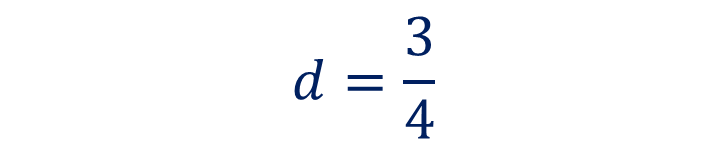 d = 3/4